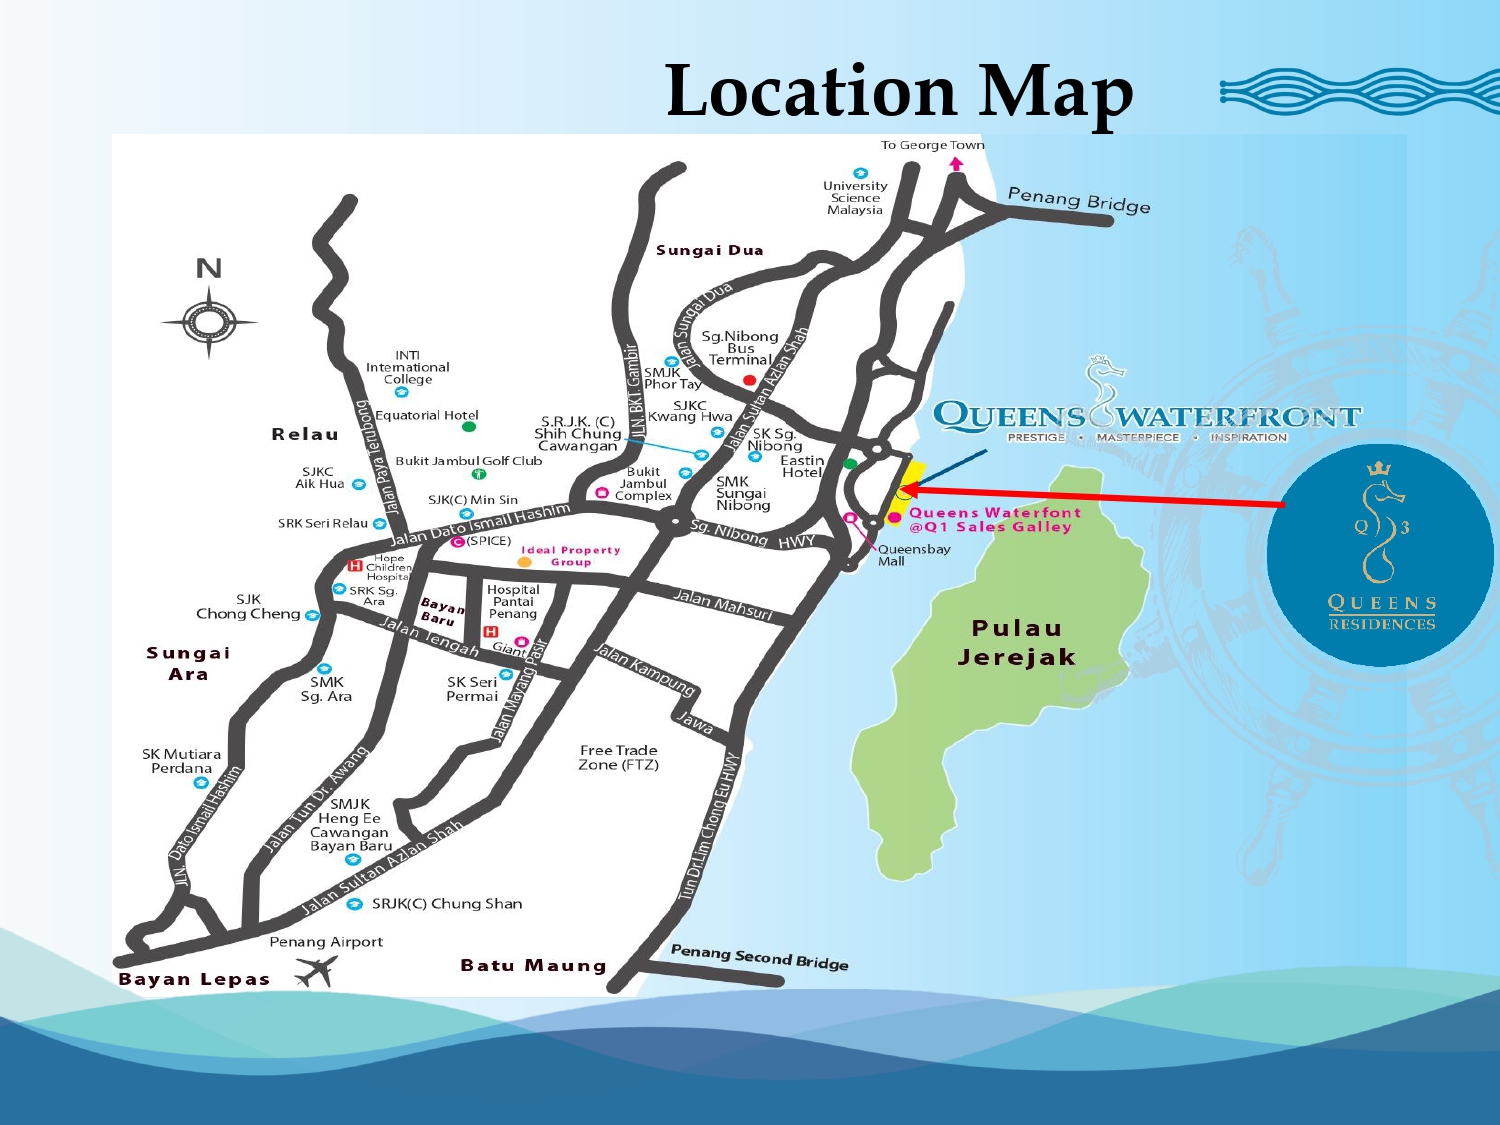 Location Map
To George Town
Penang Bridge
University
Science
Malaysia
Sungai Dua
N
Jalan Sungai Dua
Sg.Nibong
Bus
Terminal
Jalan Sultan Azlan Shah
JLN. BKT. Gambir
SMJK
Phor Tay
SJKC
Kwang Hwa
INTI
International
College
Equatorial Hotel
Relau
Jalan Paya Terubong
S.R.J.K. (C)
Shih Chung
Cawangan
SK Sg.
Nibong
Eastin
Hotel
QUEENS WATERFRONT
PRESTIGE • MASTERPIECE • INSPIRATION
Bukit Jambul Golf Club
SJKC
Aik Hua
Bukit
Jambul
Complex
SMK
Sungai
Nibong
SJK(C) Min Sin
SRK Seri Relau
Jalan Dato Ismail Hashim
Sg. Nibong HWY
Queens Waterfont
@Q1 Sales Galley
Q 3
QUEENS
RESIDENCES
C
(SPICE)
Ideal Property
Group
Queensbay
Mall
H
Hope
Children
Hospital
SRK Sg.
Ara
Bayan
Baru
Hospital
Pantai
Penang
H
Giant
Jalan Mahsuri
SJK
Chong Cheng
Jalan Tengah
Jalan Mayang Pasir
Pulau
Jerejak
Sungai
Ara
SMK
Sg. Ara
SK Seri
Permai
Jalan Kampung
Jawa
SK Mutiara
Perdana
Free Trade
Zone (FTZ)
JLN. Dato Ismail Hashim
Jalan Tun Dr. Awang
SMJK
Heng Ee
Cawangan
Bayan Baru
Jalan Sultan Azlan Shah
Tun Dr.Lim Chong Eu HWY
SRJK(C) Chung Shan
Penang Airport
Bayan Lepas
Batu Maung
Penang Second Bridge